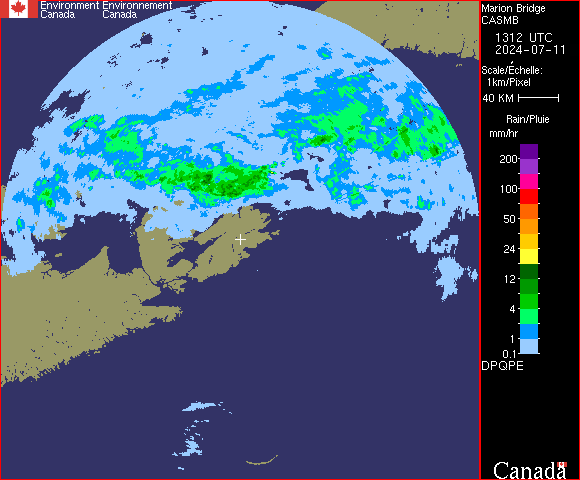 Environment Environnement
Canada Canada
Marion Bridge
CASMB
1312 UTC
2024-07-11
Scale/Echelle:
1km/Pixel
40 KM
Rain/Pluie
mm/hr
200
100
50
24
12
4
1
0.1
DPQPE
Canada